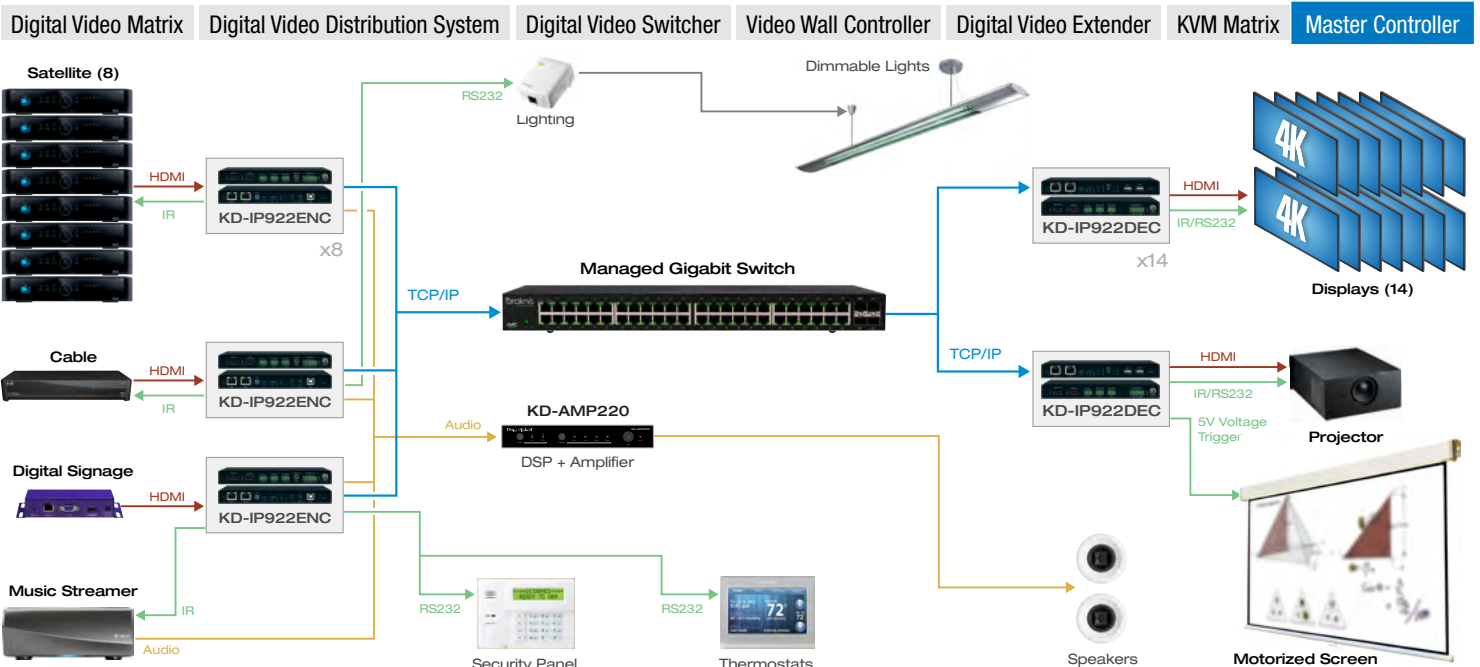 Digital Video Matrix
Digital Video Distribution System
Digital Video Switcher
Video Wall Controller
Digital Video Extender
KVM Matrix
Master Controller
Satellite (8)
HDMI
IR
KD-IP922ENC
x8
RS232
Lighting
Dimmable Lights
KD-IP922DEC
x14
HDMI
IR/RS232
4K
4K
Displays (14)
Managed Gigabit Switch
TCP/IP
Cable
HDMI
IR
KD-IP922ENC
TCP/IP
KD-IP922DEC
HDMI
IR/RS232
5V Voltage
Trigger
Projector
Audio
KD-AMP220
DSP + Amplifier
Digital Signage
HDMI
KD-IP922ENC
Music Streamer
IR
Audio
RS232
Security Panel
RS232
72
Thermostats
Speakers
Motorized Screen